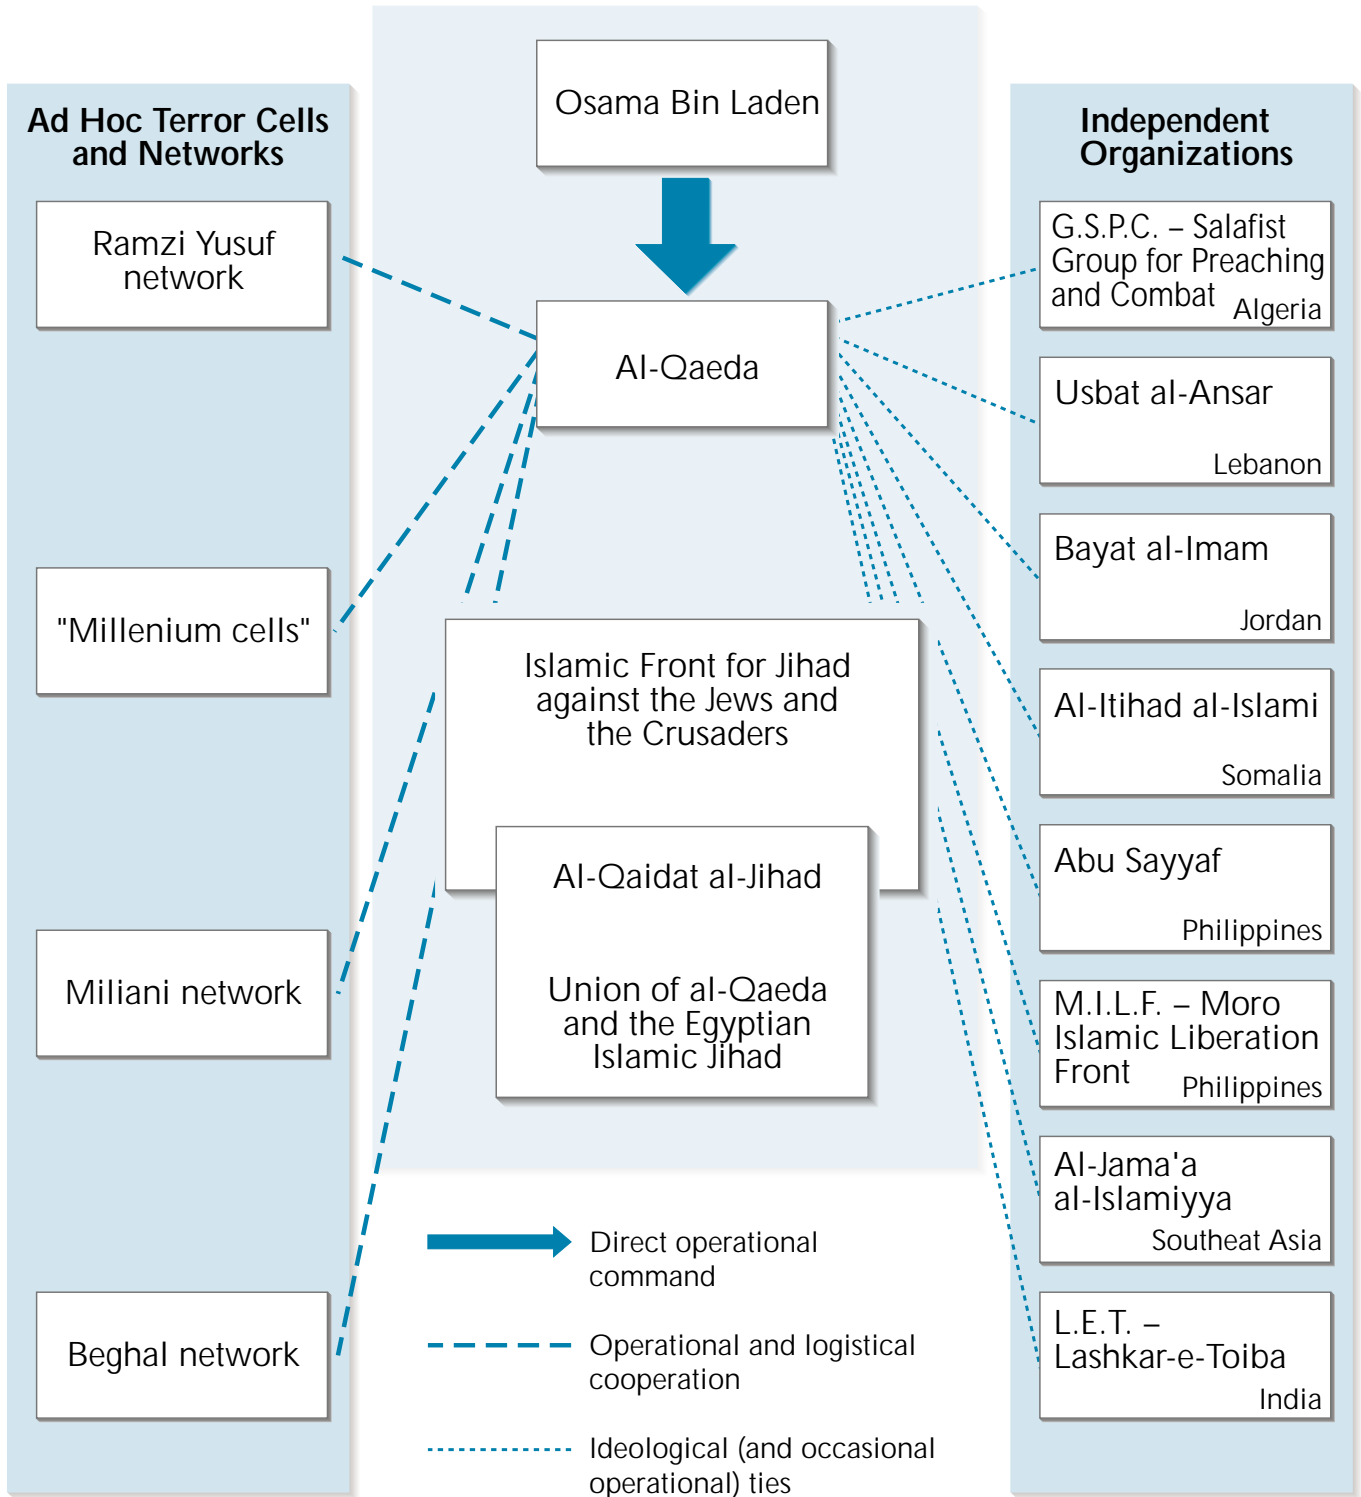 Osama Bin Laden
Ad Hoc Terror Cells
and Networks
Ramzi Yusuf
network
"Millenium cells"
Miliani network
Beghal network
Al-Qaeda
Islamic Front for Jihad
against the Jews and
the Crusaders
Al-Qaidat al-Jihad
Union of al-Qaeda
and the Egyptian
Islamic Jihad
Independent
Organizations
G.S.P.C. – Salafist
Group for Preaching
and Combat
Algeria
Usbat al-Ansar
Lebanon
Bayat al-Imam
Jordan
Al-Itihad al-Islami
Somalia
Abu Sayyaf
Philippines
M.I.L.F. – Moro
Islamic Liberation
Front
Philippines
Al-Jama'a
al-Islamiyya
Southeat Asia
L.E.T. –
Lashkar-e-Toiba
India
Direct operational
command
Operational and logistical
cooperation
Ideological (and occasional
operational) ties